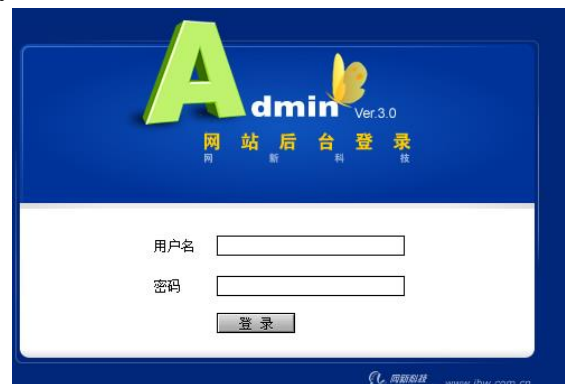 Admin Ver.3.0
网站后台登录
网新科技
用户名
密码
登 录
网新科技 www.ibw.com.cn